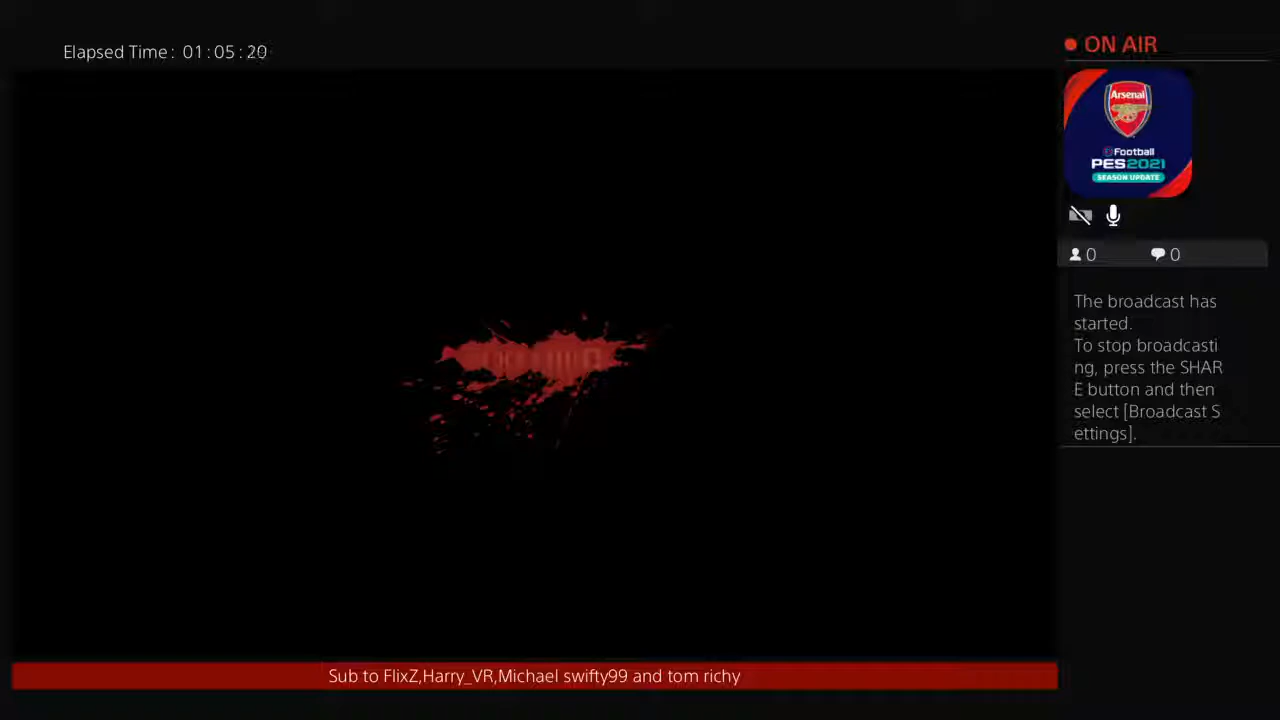 Elapsed Time: 01:05:20
ON AIR
Arsenal
eFootball
PES2021
SEASON UPDATE
0 0
The broadcast has
started.
To stop broadcasti
ng, press the SHAR
E button and then
select [Broadcast S
ettings].
Sub to FlixZ,Harry_VR,Michael swifty99 and tom richy